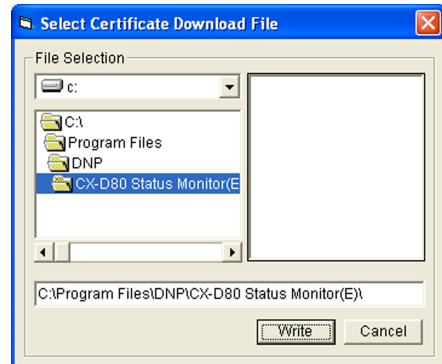 Select Certificate Download File
File Selection
c:
C:\
Program Files
DNP
CX-D80 Status Monitor(E
C:\Program Files\DNP\CX-D80 Status Monitor(E)\
Write
Cancel